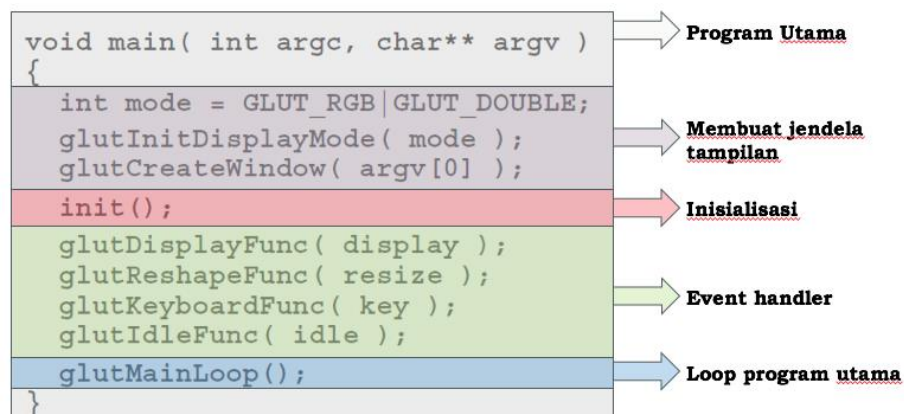 void main( int argc, char** argv )
{
int mode = GLUT_RGB|GLUT_DOUBLE;
glutInitDisplayMode( mode );
glutCreateWindow( argv[0] );
init();
glutDisplayFunc( display );
glutReshapeFunc( resize );
glutKeyboardFunc( key );
glutIdleFunc( idle );
glutMainLoop();
}
Program Utama
Membuat jendela
tampilan
Inisialisasi
Event handler
Loop program utama